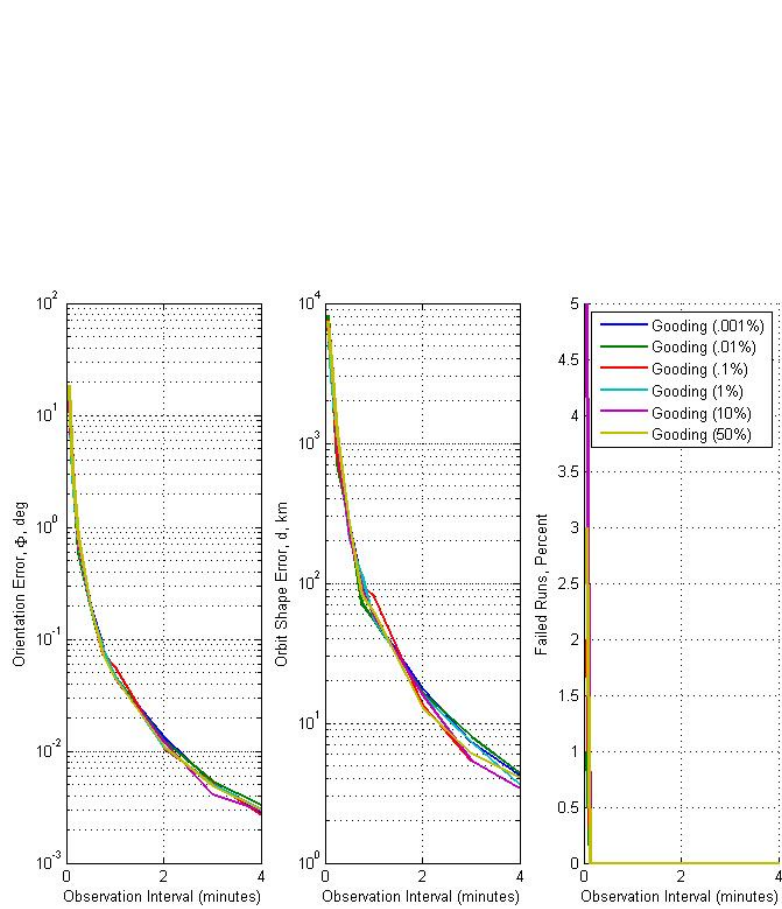 Orientation Error, Φ, deg
10^2
10^1
10^0
10^-1
10^-2
10^-3
0
2
4
Observation Interval (minutes)
Orbit Shape Error, d, km
10^4
10^3
10^2
10^1
10^0
0
2
4
Observation Interval (minutes)
Failed Runs, Percent
5
4.5
4
3.5
3
2.5
2
1.5
1
0.5
0
Gooding (.001%)
Gooding (.01%)
Gooding (.1%)
Gooding (1%)
Gooding (10%)
Gooding (50%)
0
2
4
Observation Interval (minutes)